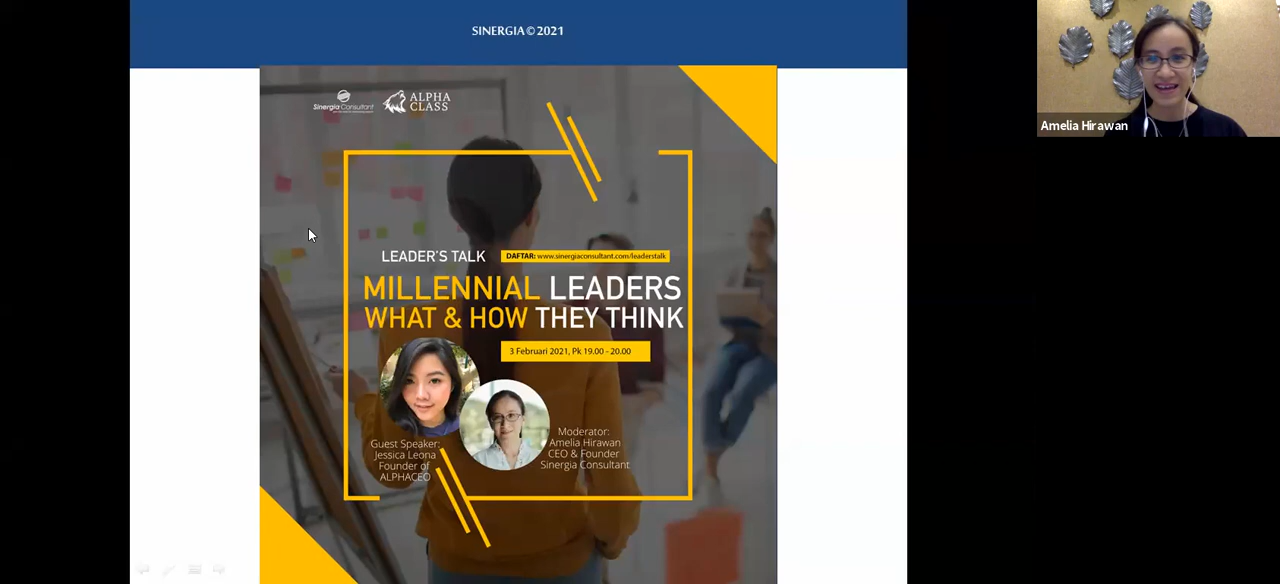 SINERGIA©2021
Amelia Hirawan
Sinergia Consultant
ALPHA
CLASS
LEADER'S TALK
DAFTAR: www.sinergiaconsultant.com/leaderstalk
MILLENNIAL LEADERS
WHAT & HOW THEY THINK
3 Februari 2021, Pk 19.00 - 20.00
Guest Speaker:
Jessica Leona
Founder of
ALPHACEO
Moderator:
Amelia Hirawan
CEO & Founder
Sinergia Consultant